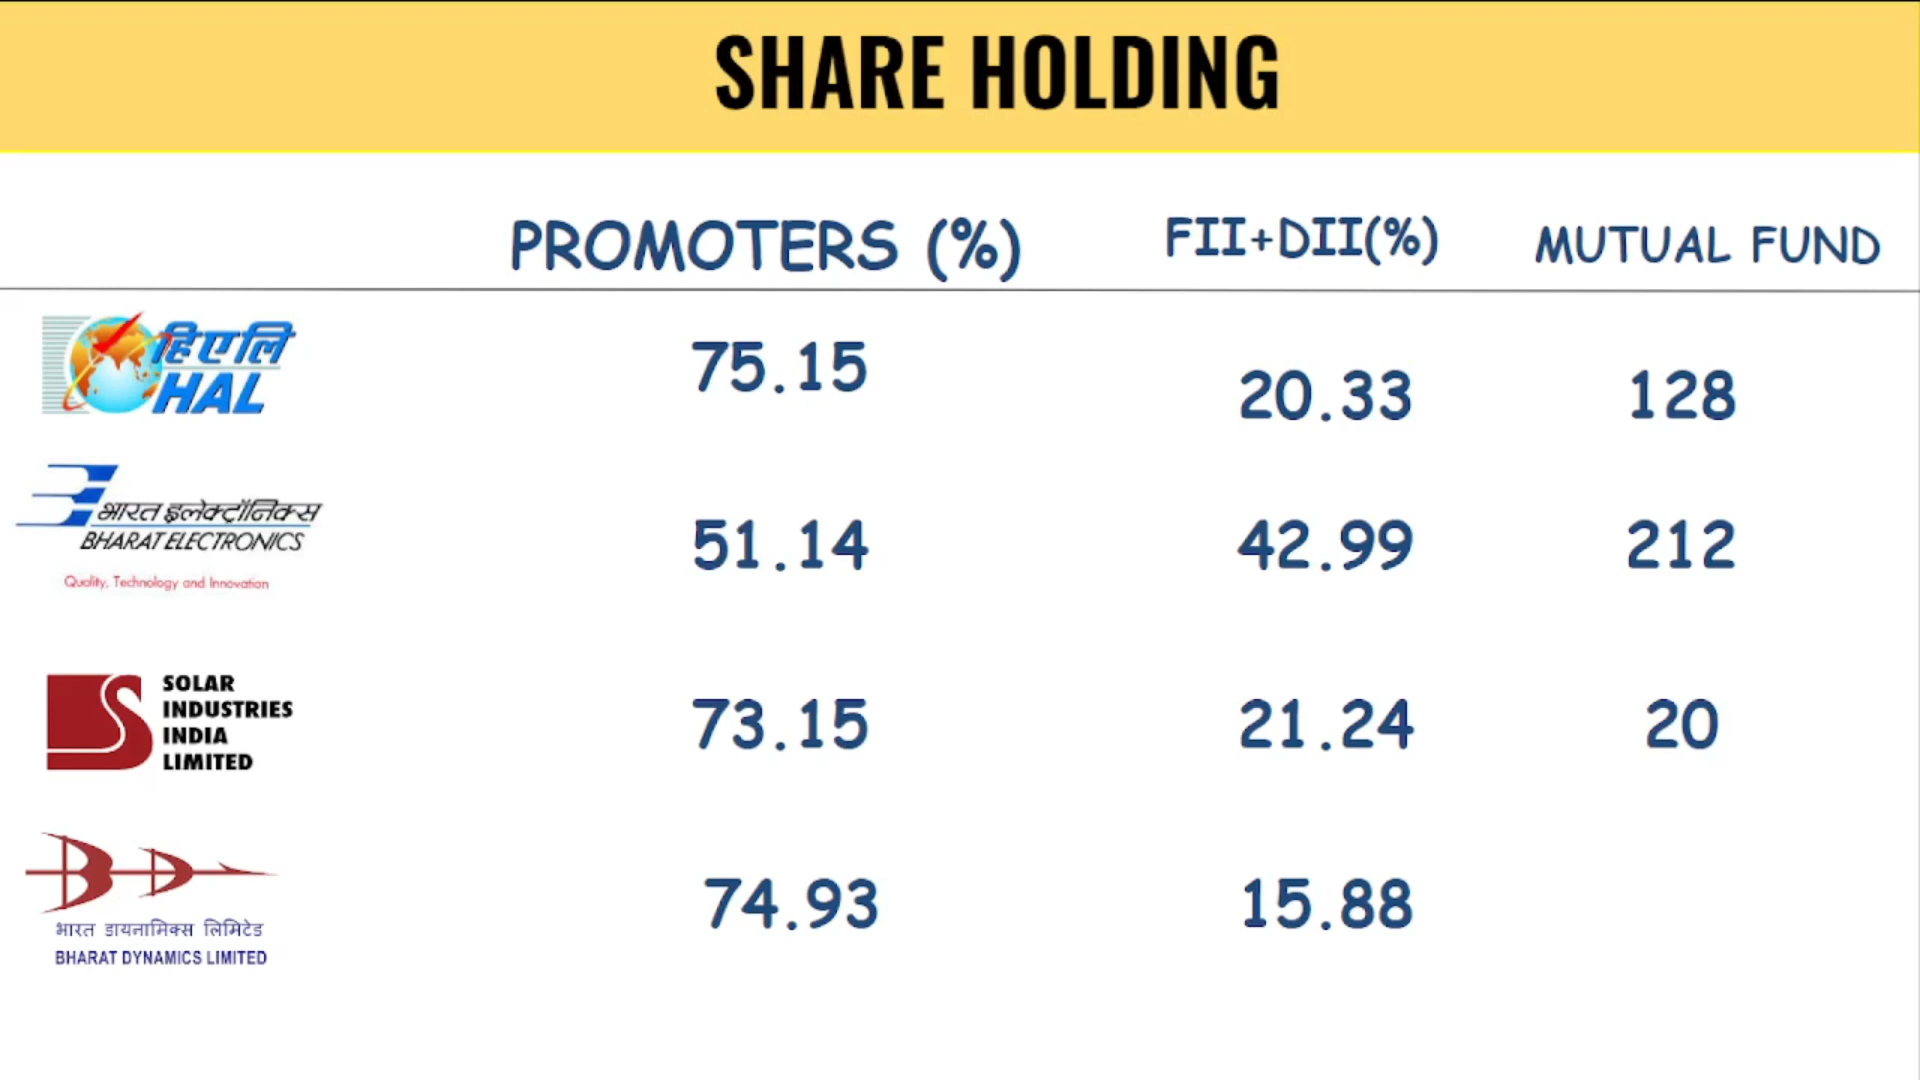 SHARE HOLDING
PROMOTERS (%) FII+DII(%) MUTUAL FUND
हिएलि
HAL
75.15 20.33 128
भारत इलेक्ट्रॉनिक्स
BHARAT ELECTRONICS
Quality, Technology and Innovation
51.14 42.99 212
SOLAR
INDUSTRIES
INDIA
LIMITED
73.15 21.24 20
BD
भारत डायनामिक्स लिमिटेड
BHARAT DYNAMICS LIMITED
74.93 15.88